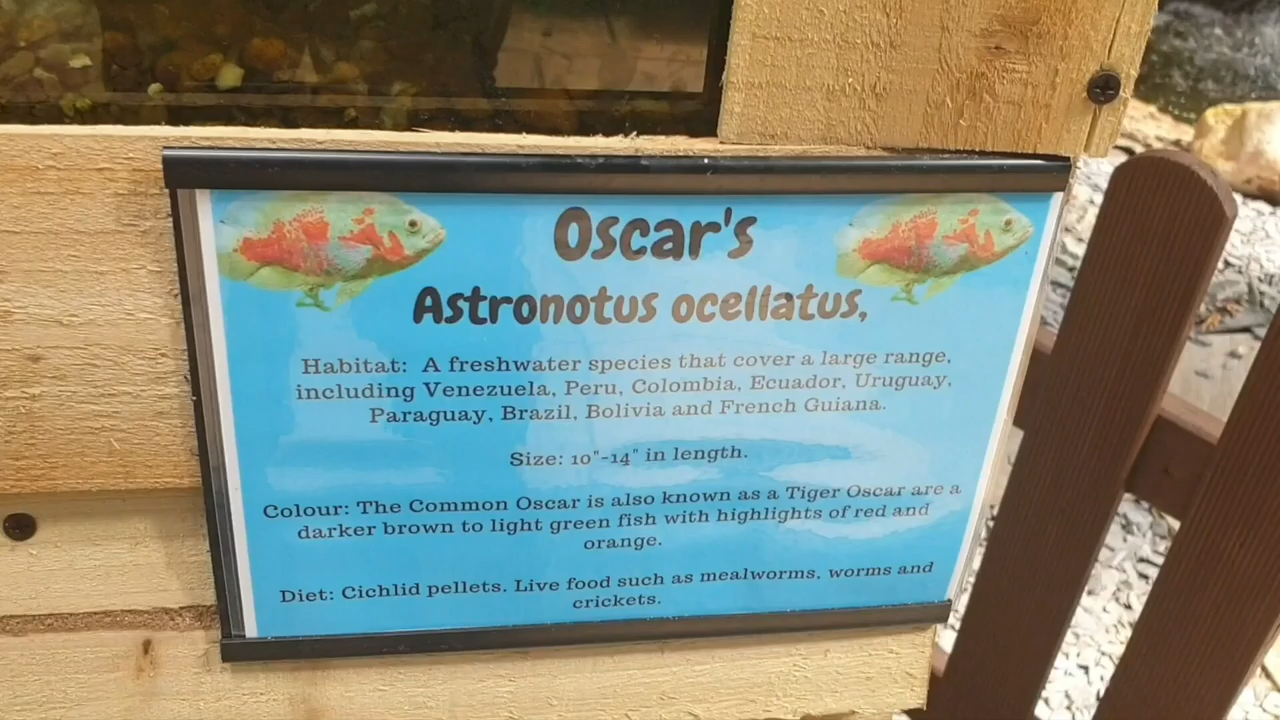 Oscar's
Astronotus ocellatus,
Habitat: A freshwater species that cover a large range,
including Venezuela, Peru, Colombia, Ecuador, Uruguay,
Paraguay, Brazil, Bolivia and French Guiana.
Size: 10"-14" in length.
Colour: The Common Oscar is also known as a Tiger Oscar are a
darker brown to light green fish with highlights of red and
orange.
Diet: Cichlid pellets. Live food such as mealworms, worms and
crickets.